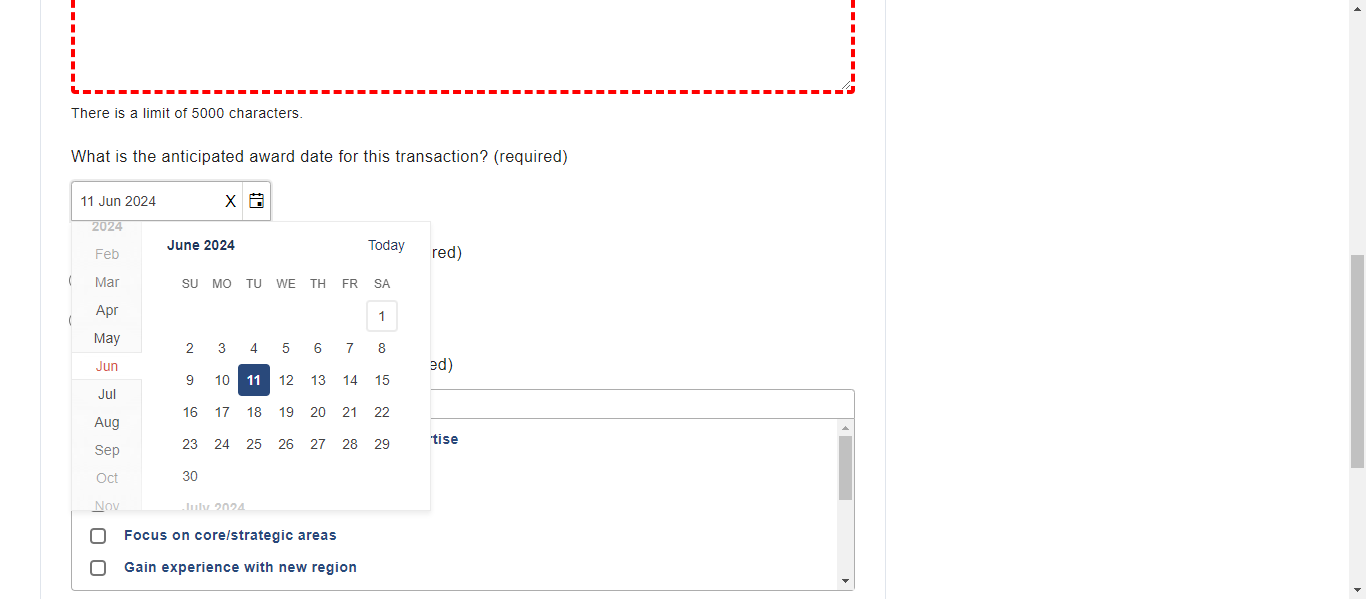 There is a limit of 5000 characters.
What is the anticipated award date for this transaction? (required)
11 Jun 2024 X
2024
Feb
Mar
Apr
May
Jun
Jul
Aug
Sep
Oct
Nov
June 2024 Today
SU MO TU WE TH FR SA
1
2 3 4 5 6 7 8
9 10 11 12 13 14 15
16 17 18 19 20 21 22
23 24 25 26 27 28 29
30
July 2024
red)
ed)
rtise
Focus on core/strategic areas
Gain experience with new region